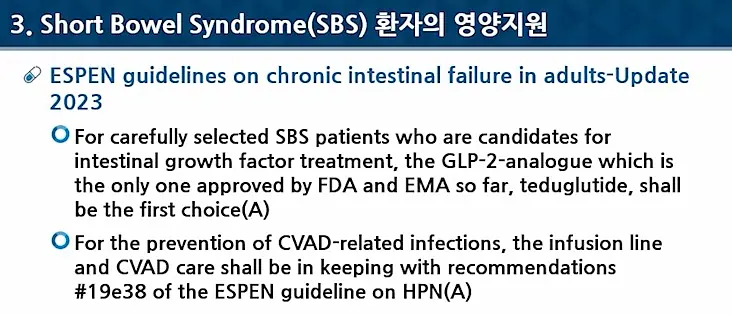 3. Short Bowel Syndrome(SBS) 환자의 영양지원
ESPEN guidelines on chronic intestinal failure in adults-Update
2023
For carefully selected SBS patients who are candidates for
intestinal growth factor treatment, the GLP-2-analogue which is
the only one approved by FDA and EMA so far, teduglutide, shall
be the first choice(A)
For the prevention of CVAD-related infections, the infusion line
and CVAD care shall be in keeping with recommendations
#19e38 of the ESPEN guideline on HPN(A)